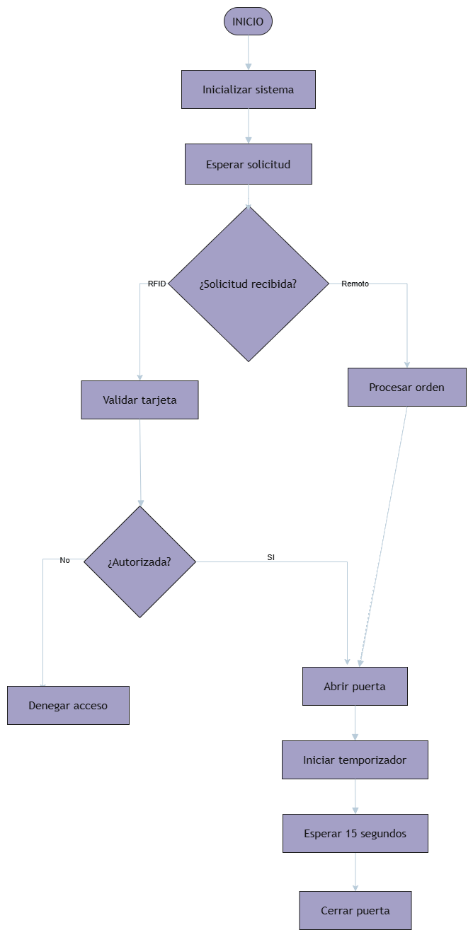 INICIO
Inicializar sistema
Esperar solicitud
¿Solicitud recibida?
RFID
Remoto
Validar tarjeta
Procesar orden
¿Autorizada?
No
Sí
Denegar acceso
Abrir puerta
Iniciar temporizador
Esperar 15 segundos
Cerrar puerta